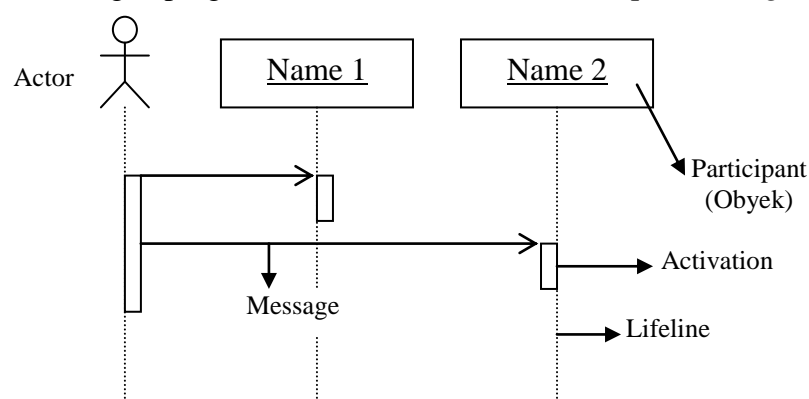 Actor
Name 1
Name 2
Participant
(Obyek)
Activation
Message
Lifeline